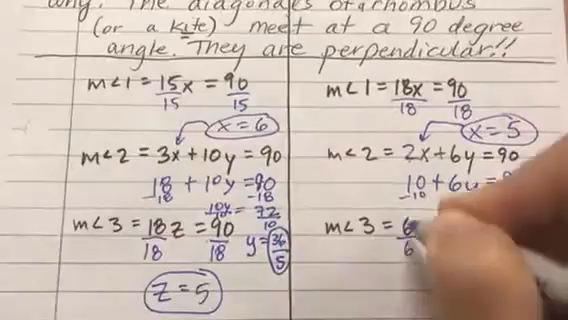 why. The diagonals of a rhombus
(or a kite) meet at a 90 degree
angle. They are perpendicular!!
m<1 = 15x = 90
15 15
x = 6
m<2 = 3x + 10y = 90
18 + 10y = 90
-18 -18
10y = 72
10 10
m<3 = 18z = 90
18 18
y = 36/5
z = 5
m<1 = 18x = 90
18 18
x = 5
m<2 = 2x + 6y = 90
10 + 6y =
-10
m<3 = 6
6